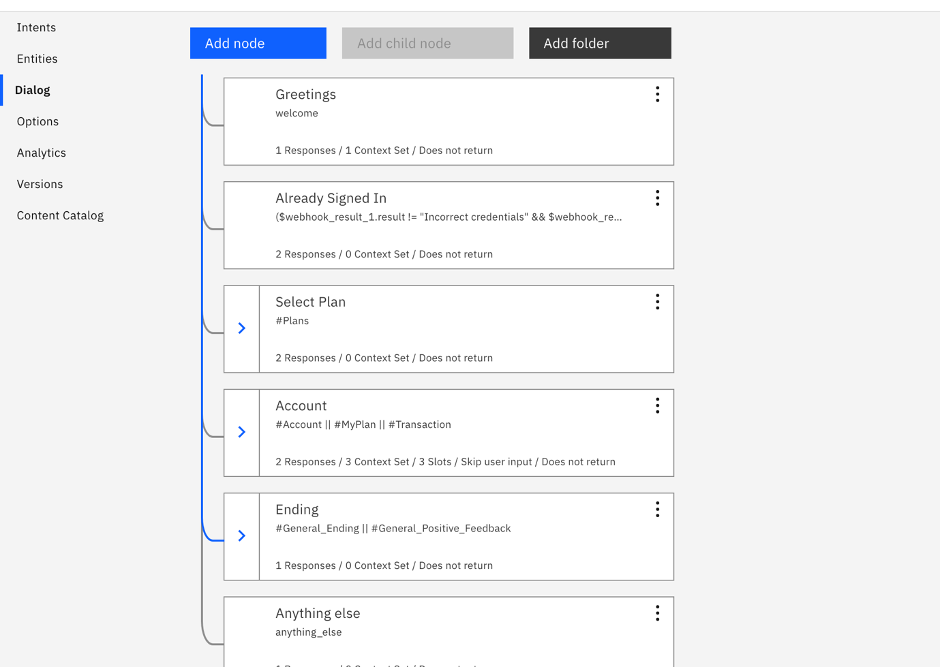 Intents
Entities
Dialog
Options
Analytics
Versions
Content Catalog
Add node
Add child node
Add folder
Greetings
welcome
1 Responses / 1 Context Set / Does not return
Already Signed In
($webhook_result_1.result != "Incorrect credentials" && $webhook_re...
2 Responses / 0 Context Set / Does not return
Select Plan
#Plans
2 Responses / 0 Context Set / Does not return
Account
#Account || #MyPlan || #Transaction
2 Responses / 3 Context Set / 3 Slots / Skip user input / Does not return
Ending
#General_Ending || #General_Positive_Feedback
1 Responses / 0 Context Set / Does not return
Anything else
anything_else